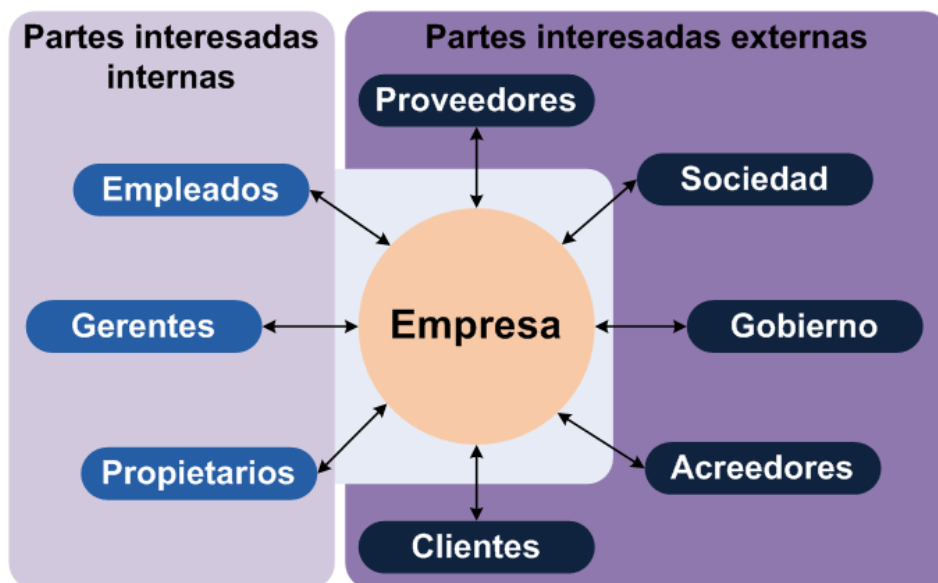 Partes interesadas
internas
Partes interesadas externas
Proveedores
Empleados
Sociedad
Gerentes
Empresa
Gobierno
Propietarios
Acreedores
Clientes